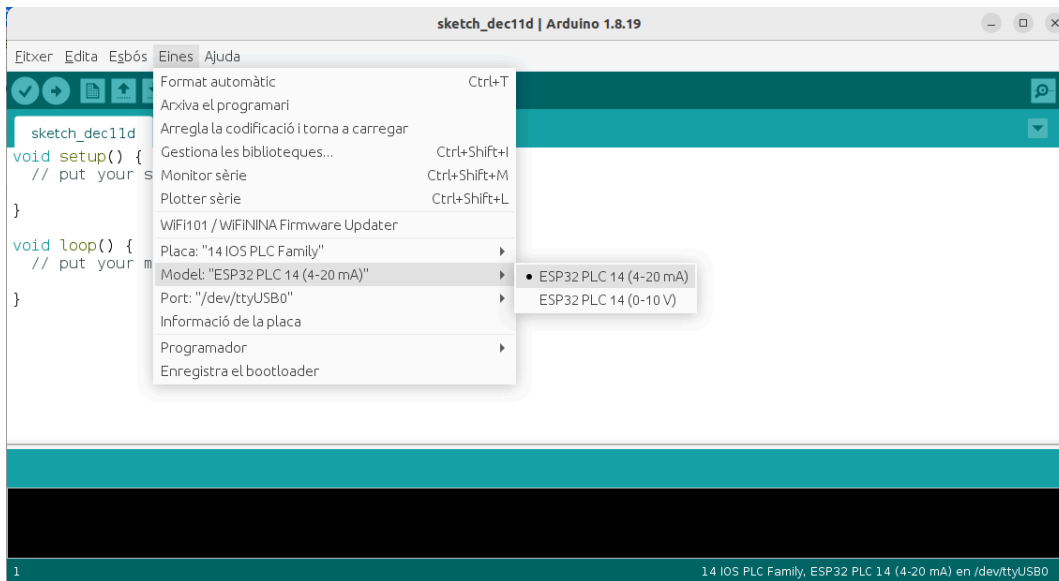 sketch_dec11d | Arduino 1.8.19
Fitxer Edita Esbós Eines Ajuda
sketch_dec11d
void setup() {
// put your s
}
void loop() {
// put your m
}
Format automàtic Ctrl+T
Arxiva el programari
Arregla la codificació i torna a carregar
Gestiona les biblioteques... Ctrl+Shift+I
Monitor sèrie Ctrl+Shift+M
Plotter sèrie Ctrl+Shift+L
WiFi101 / WiFiNINA Firmware Updater
Placa: "14 IOS PLC Family"
Model: "ESP32 PLC 14 (4-20 mA)"
Port: "/dev/ttyUSB0"
Informació de la placa
Programador
Enregistra el bootloader
ESP32 PLC 14 (4-20 mA)
ESP32 PLC 14 (0-10 V)
1
14 IOS PLC Family, ESP32 PLC 14 (4-20 mA) en /dev/ttyUSB0